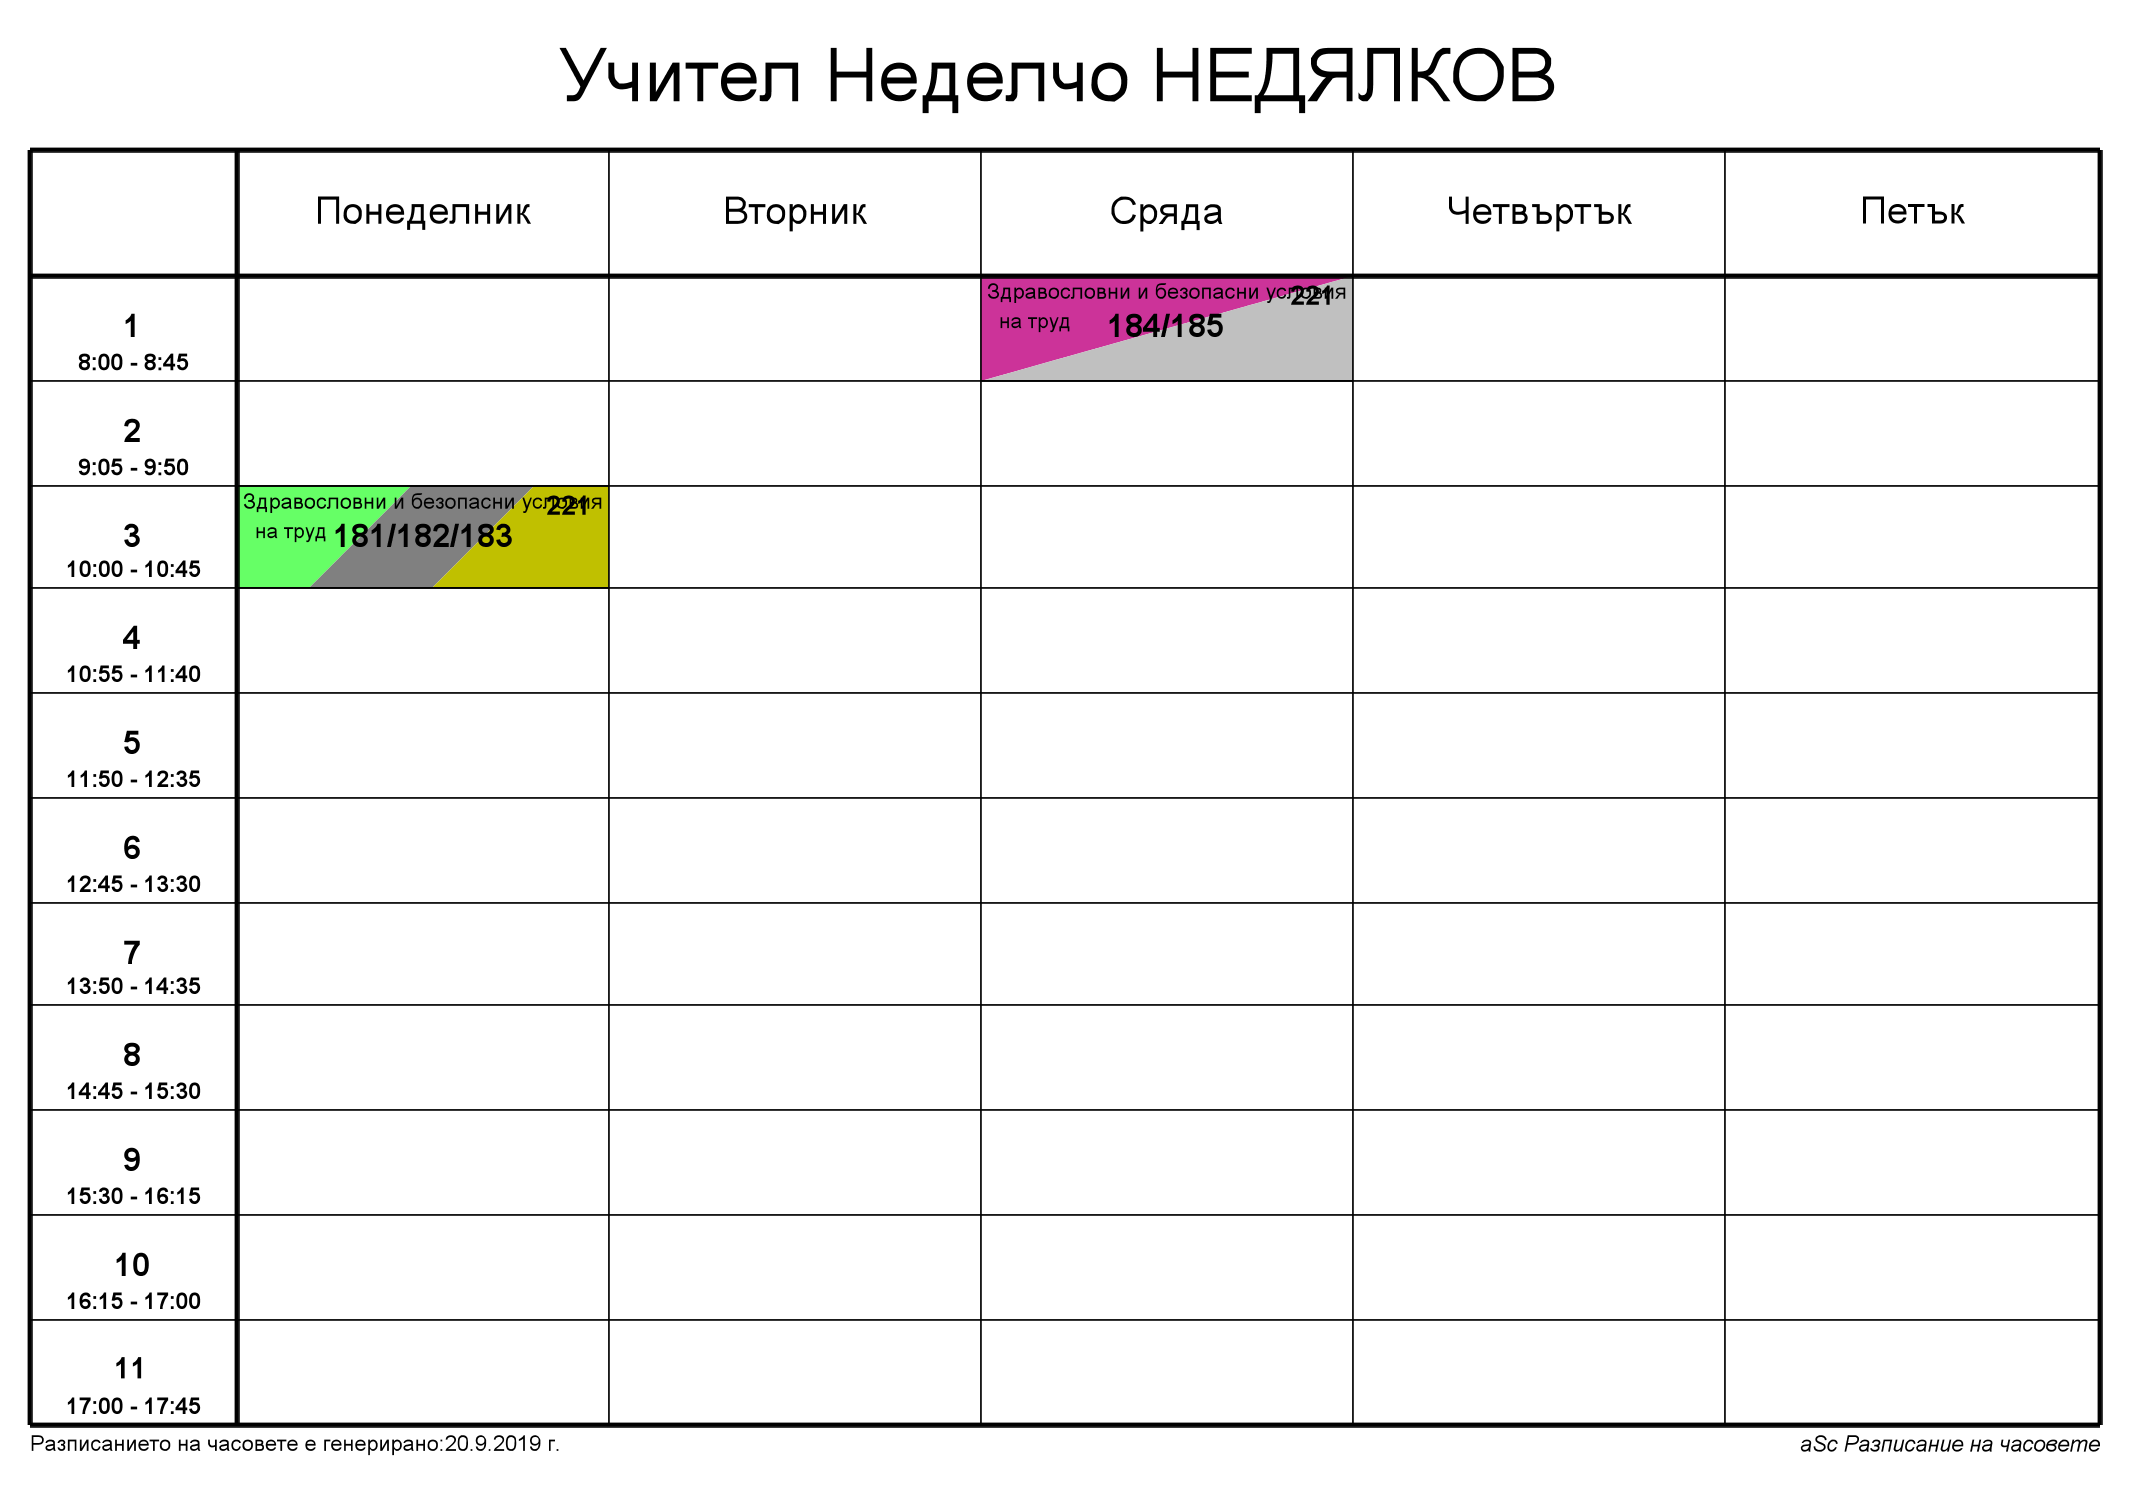 Учител Неделчо НЕДЯЛКОВ
Понеделник Вторник Сряда Четвъртък Петък
1
8:00 - 8:45
Здравословни и безопасни условия
221
на труд
184/185
2
9:05 - 9:50
3
10:00 - 10:45
Здравословни и безопасни условия
221
на труд
181/182/183
4
10:55 - 11:40
5
11:50 - 12:35
6
12:45 - 13:30
7
13:50 - 14:35
8
14:45 - 15:30
9
15:30 - 16:15
10
16:15 - 17:00
11
17:00 - 17:45
Разписанието на часовете е генерирано:20.9.2019 г.
aSc Разписание на часовете